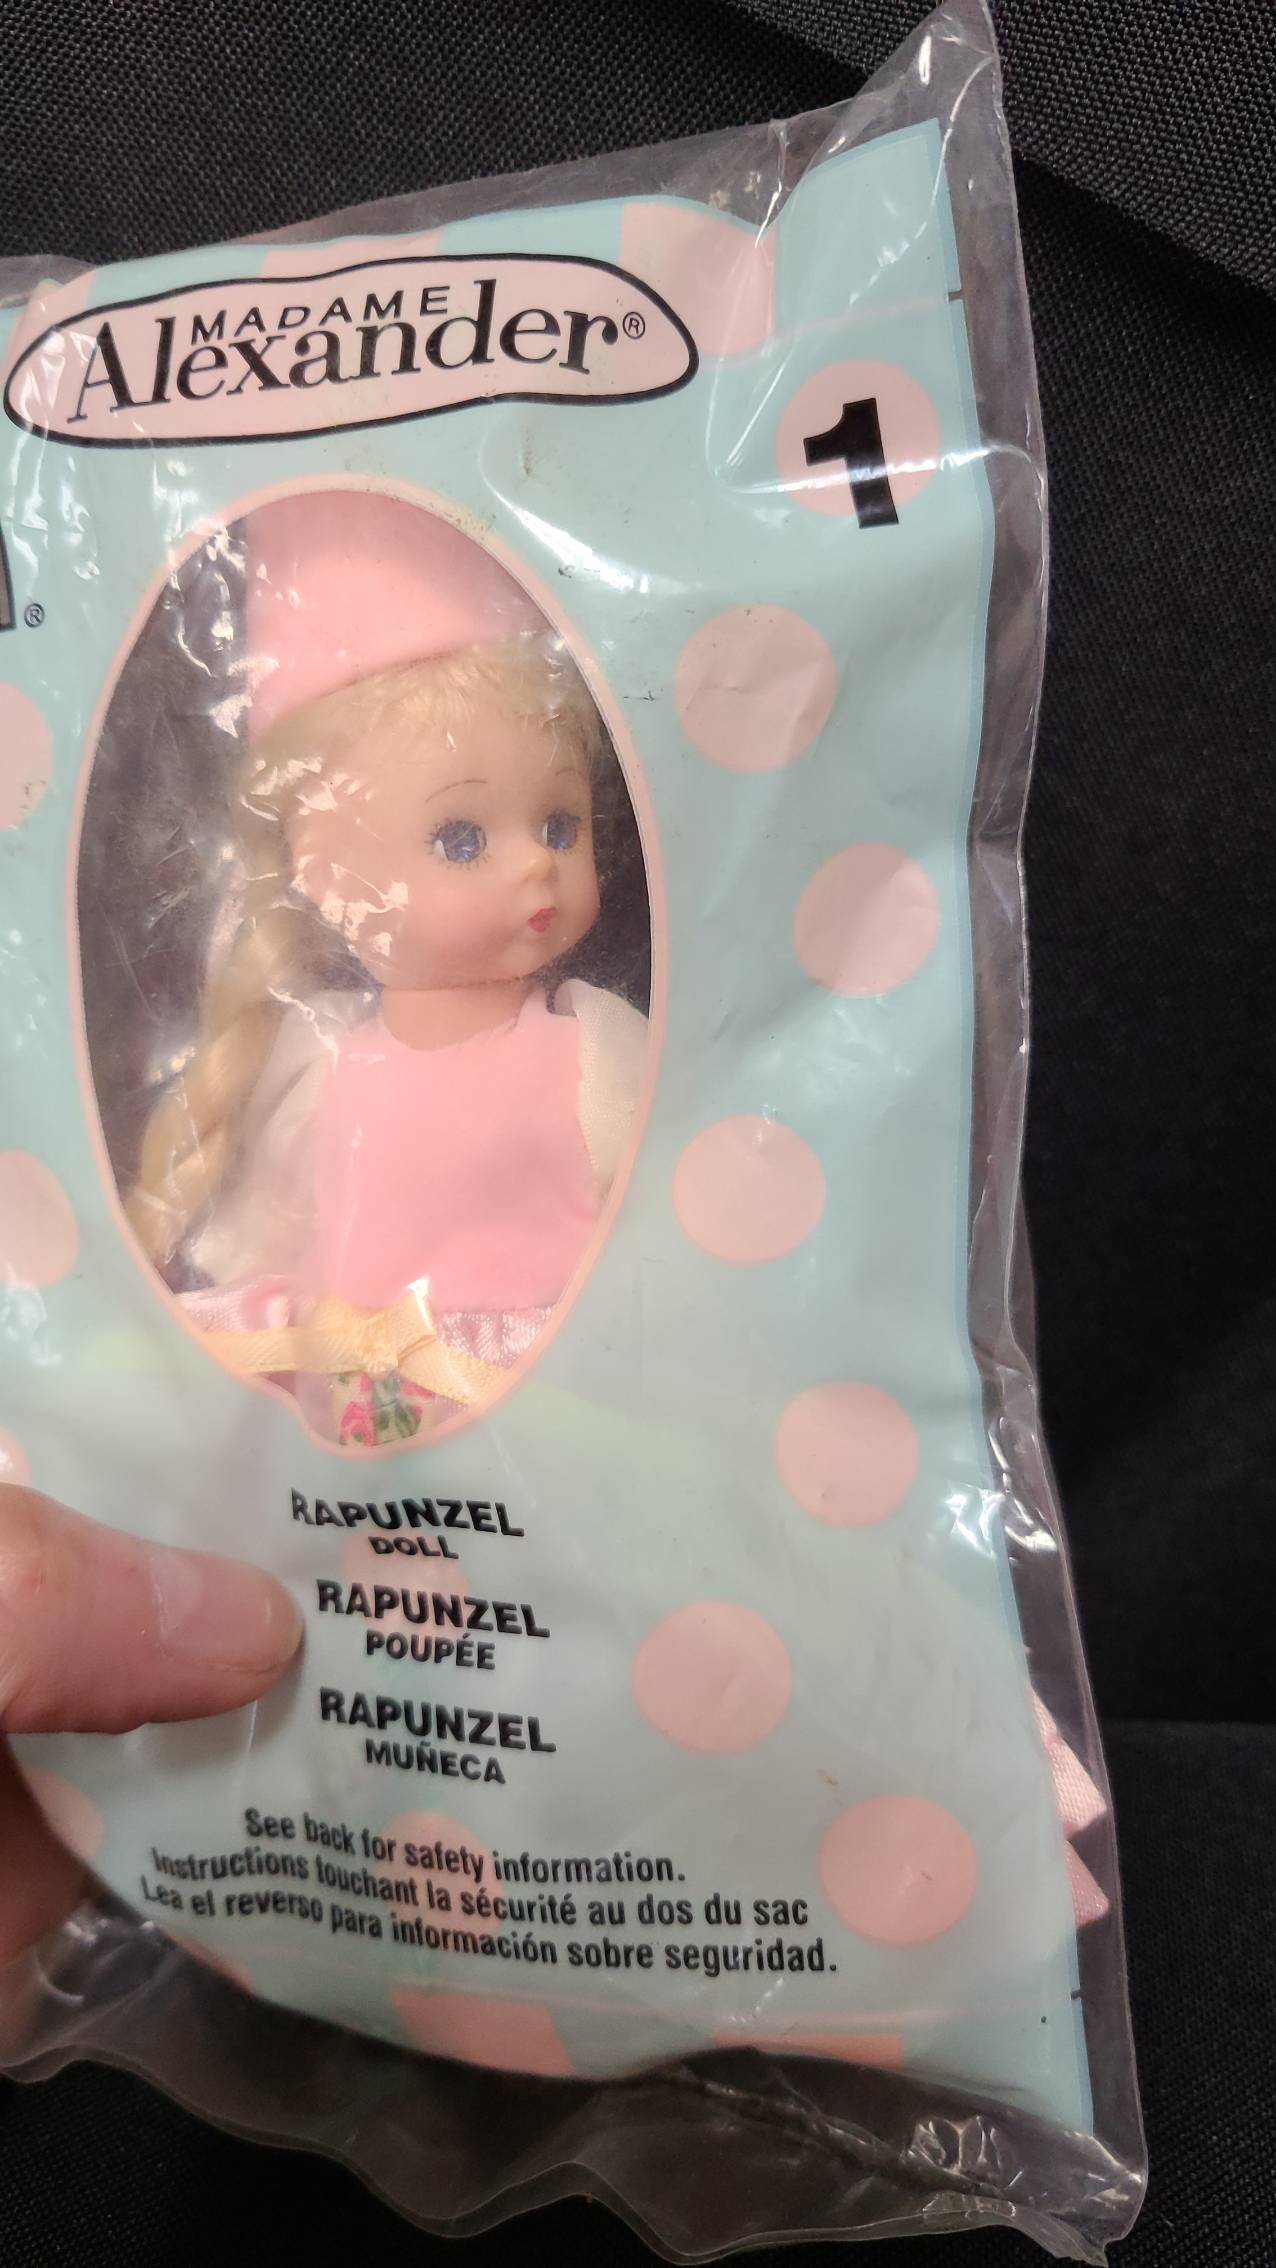 MADAME
Alexander®
1
®
RAPUNZEL
DOLL
RAPUNZEL
POUPÉE
RAPUNZEL
MUÑECA
See back for safety information.
Instructions touchant la sécurité au dos du sac
Lea el reverso para información sobre seguridad.